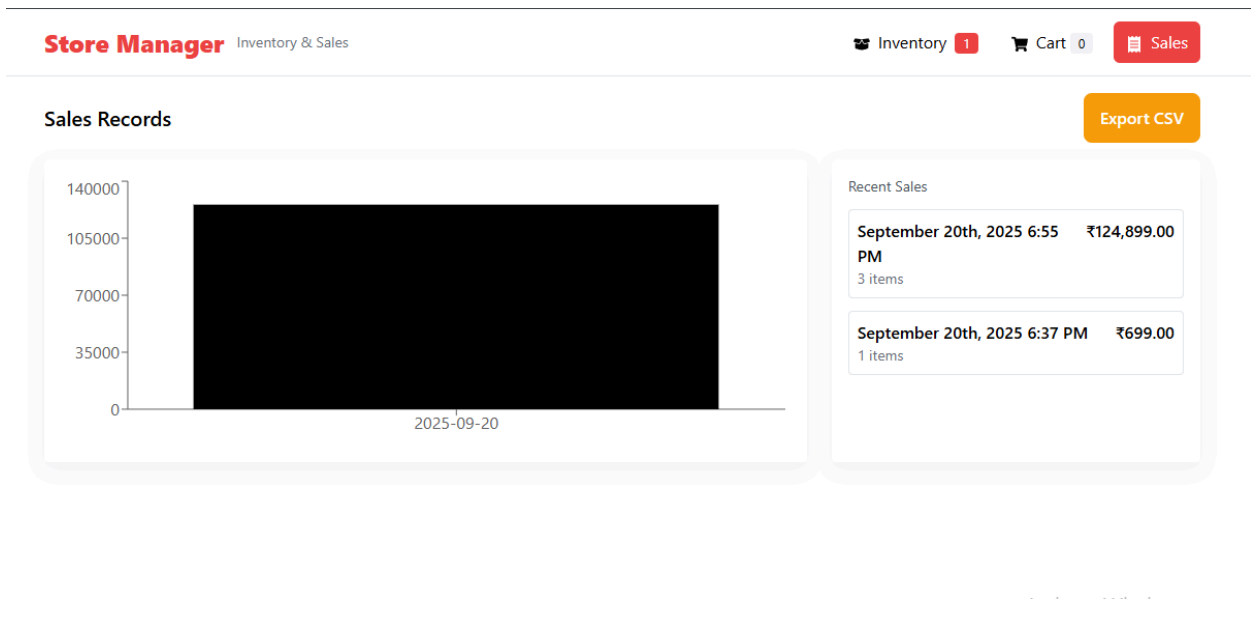 Store Manager Inventory & Sales
Inventory 1
Cart 0
Sales
Sales Records
Export CSV
140000
105000
70000
35000
0
2025-09-20
Recent Sales
September 20th, 2025 6:55 ₹124,899.00
PM
3 items
September 20th, 2025 6:37 PM ₹699.00
1 items